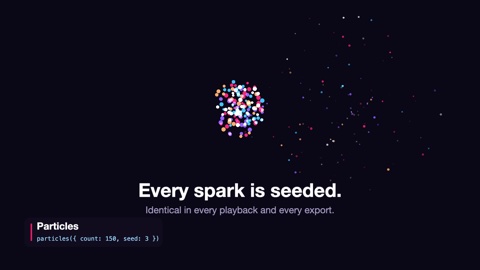 Every spark is seeded.
Identical in every playback and every export.
Particles
particles({ count: 150, seed: 3 })